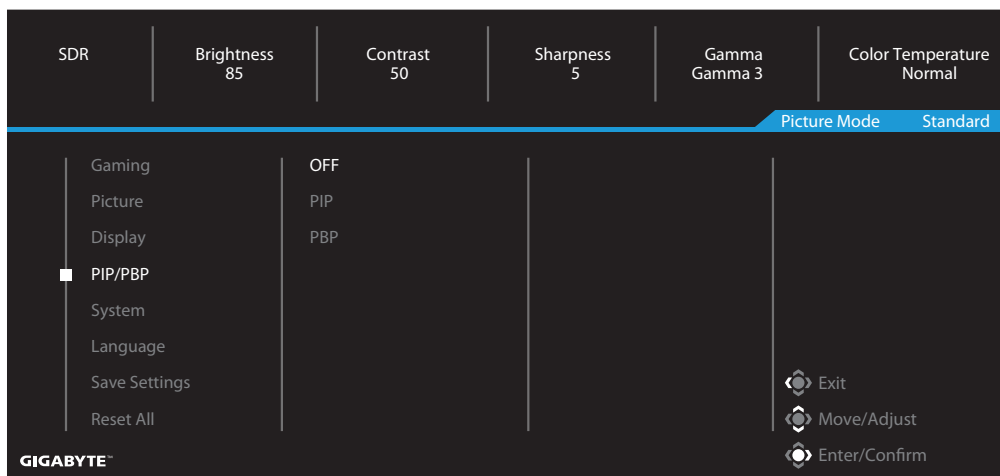 SDR
Brightness
85
Contrast
50
Sharpness
5
Gamma
Gamma 3
Color Temperature
Normal
Picture Mode Standard
Gaming
Picture
Display
PIP/PBP
System
Language
Save Settings
Reset All
OFF
PIP
PBP
Exit
Move/Adjust
Enter/Confirm
GIGABYTE™